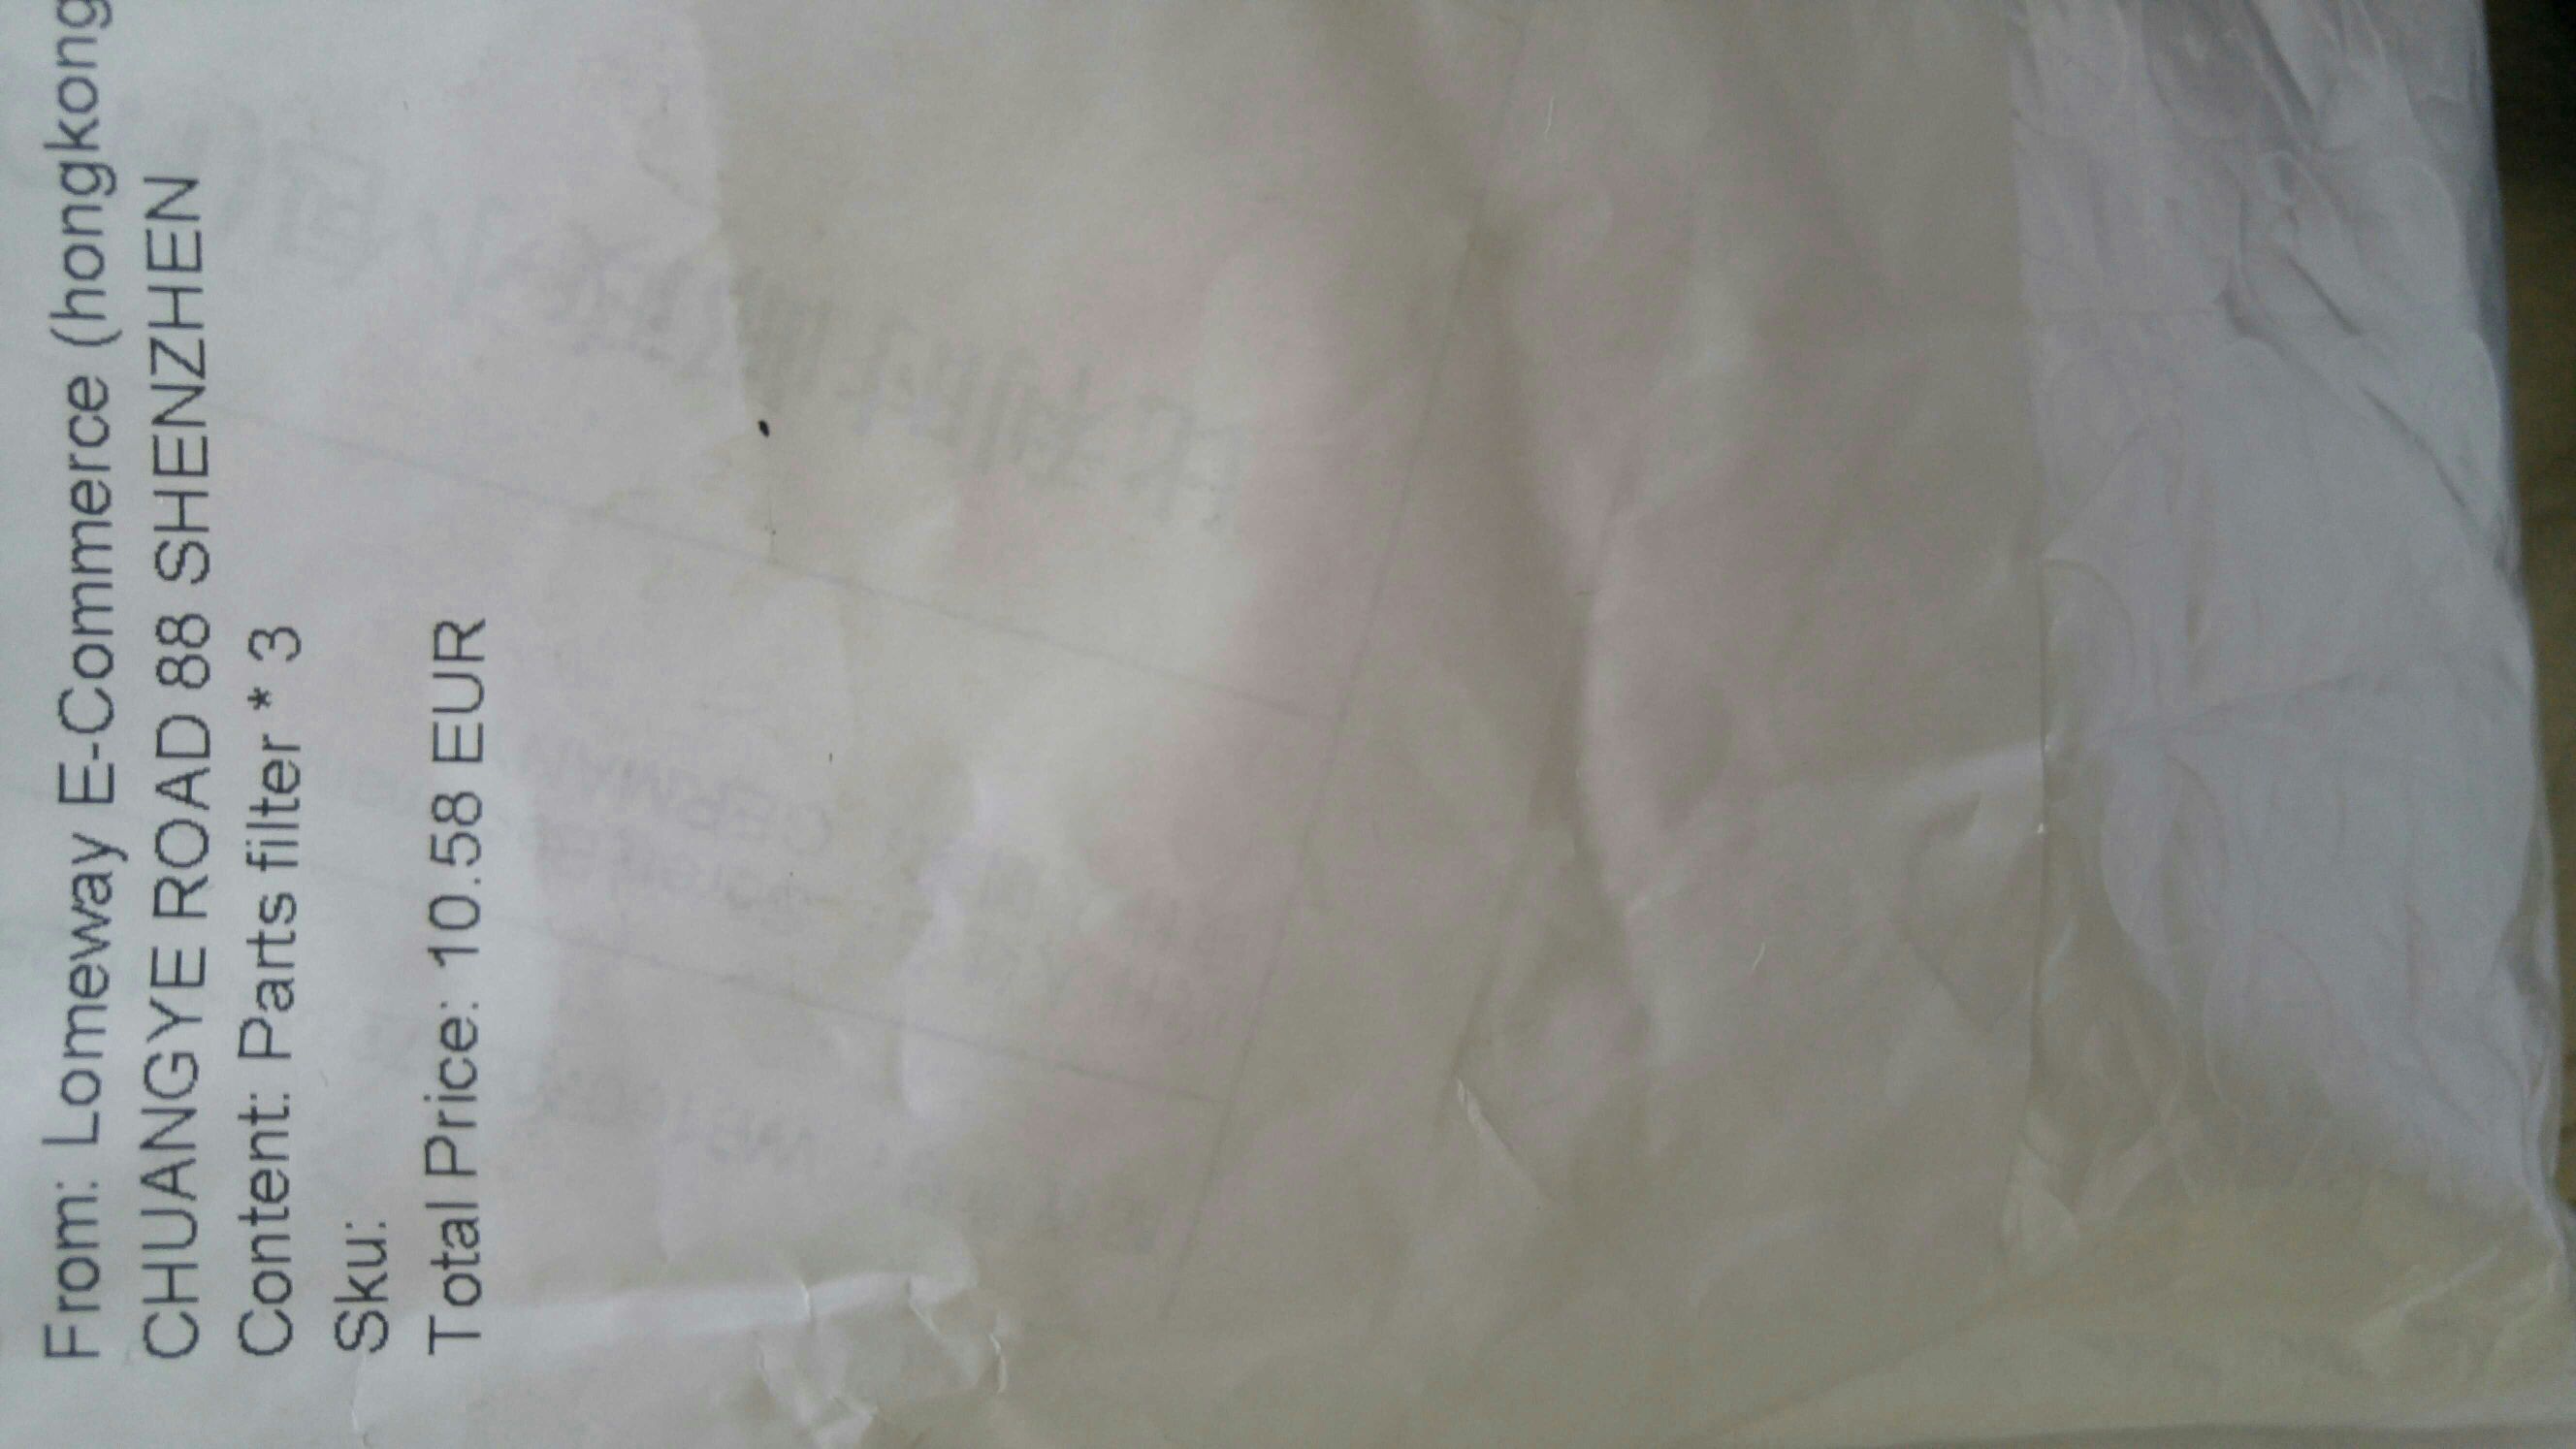 From: Lomeway E-Commerce (hongkong
CHUANGYE ROAD 88 SHENZHEN
Content: Parts filter * 3
Sku:
Total Price: 10.58 EUR